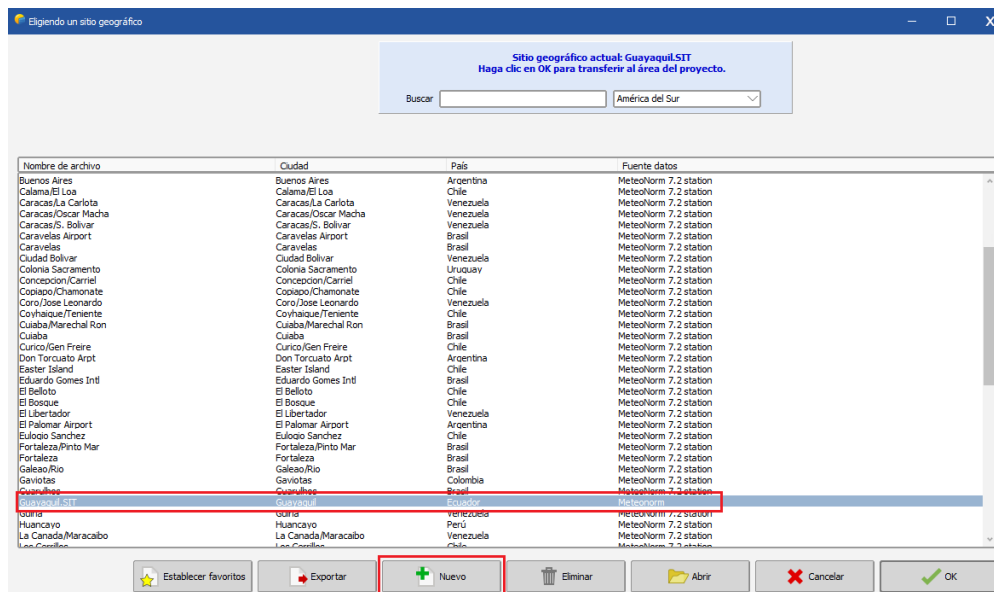 Eligiendo un sitio geográfico
Sitio geográfico actual: Guayaquil.SIT
Haga clic en OK para transferir al área del proyecto.
Buscar América del Sur
Nombre de archivo Ciudad País Fuente datos
Buenos Aires Buenos Aires Argentina MeteoNorm 7.2 station
Calama/El Loa Calama/El Loa Chile MeteoNorm 7.2 station
Caracas/La Carlota Caracas/La Carlota Venezuela MeteoNorm 7.2 station
Caracas/Oscar Macha Caracas/Oscar Macha Venezuela MeteoNorm 7.2 station
Caracas/S. Bolivar Caracas/S. Bolivar Venezuela MeteoNorm 7.2 station
Caravelas Airport Caravelas Airport Brasil MeteoNorm 7.2 station
Caravelas Caravelas Brasil MeteoNorm 7.2 station
Ciudad Bolivar Ciudad Bolivar Venezuela MeteoNorm 7.2 station
Colonia Sacramento Colonia Sacramento Uruguay MeteoNorm 7.2 station
Concepcion/Carriel Concepcion/Carriel Chile MeteoNorm 7.2 station
Copiapo/Chamonate Copiapo/Chamonate Chile MeteoNorm 7.2 station
Coro/Jose Leonardo Coro/Jose Leonardo Venezuela MeteoNorm 7.2 station
Coyhaique/Teniente Coyhaique/Teniente Chile MeteoNorm 7.2 station
Cuiaba/Marechal Ron Cuiaba/Marechal Ron Brasil MeteoNorm 7.2 station
Cuiaba Cuiaba Brasil MeteoNorm 7.2 station
Curico/Gen Freire Curico/Gen Freire Chile MeteoNorm 7.2 station
Don Torcuato Arpt Don Torcuato Arpt Argentina MeteoNorm 7.2 station
Easter Island Easter Island Chile MeteoNorm 7.2 station
Eduardo Gomes Intl Eduardo Gomes Intl Brasil MeteoNorm 7.2 station
El Belloto El Belloto Chile MeteoNorm 7.2 station
El Bosque El Bosque Chile MeteoNorm 7.2 station
El Libertador El Libertador Venezuela MeteoNorm 7.2 station
El Palomar Airport El Palomar Airport Argentina MeteoNorm 7.2 station
Eulogio Sanchez Eulogio Sanchez Chile MeteoNorm 7.2 station
Fortaleza/Pinto Mar Fortaleza/Pinto Mar Brasil MeteoNorm 7.2 station
Fortaleza Fortaleza Brasil MeteoNorm 7.2 station
Galeao/Rio Galeao/Rio Brasil MeteoNorm 7.2 station
Gaviotas Gaviotas Colombia MeteoNorm 7.2 station
Guarulhos Guarulhos Brasil MeteoNorm 7.2 station
Guayaquil.SIT Guayaquil Ecuador Meteonorm
Guiria Guiria Venezuela MeteoNorm 7.2 station
Huancayo Huancayo Perú MeteoNorm 7.2 station
La Canada/Maracaibo La Canada/Maracaibo Venezuela MeteoNorm 7.2 station
Los Cerrillos Los Cerrillos Chile MeteoNorm 7.2 station
Establecer favoritos Exportar Nuevo Eliminar Abrir Cancelar OK